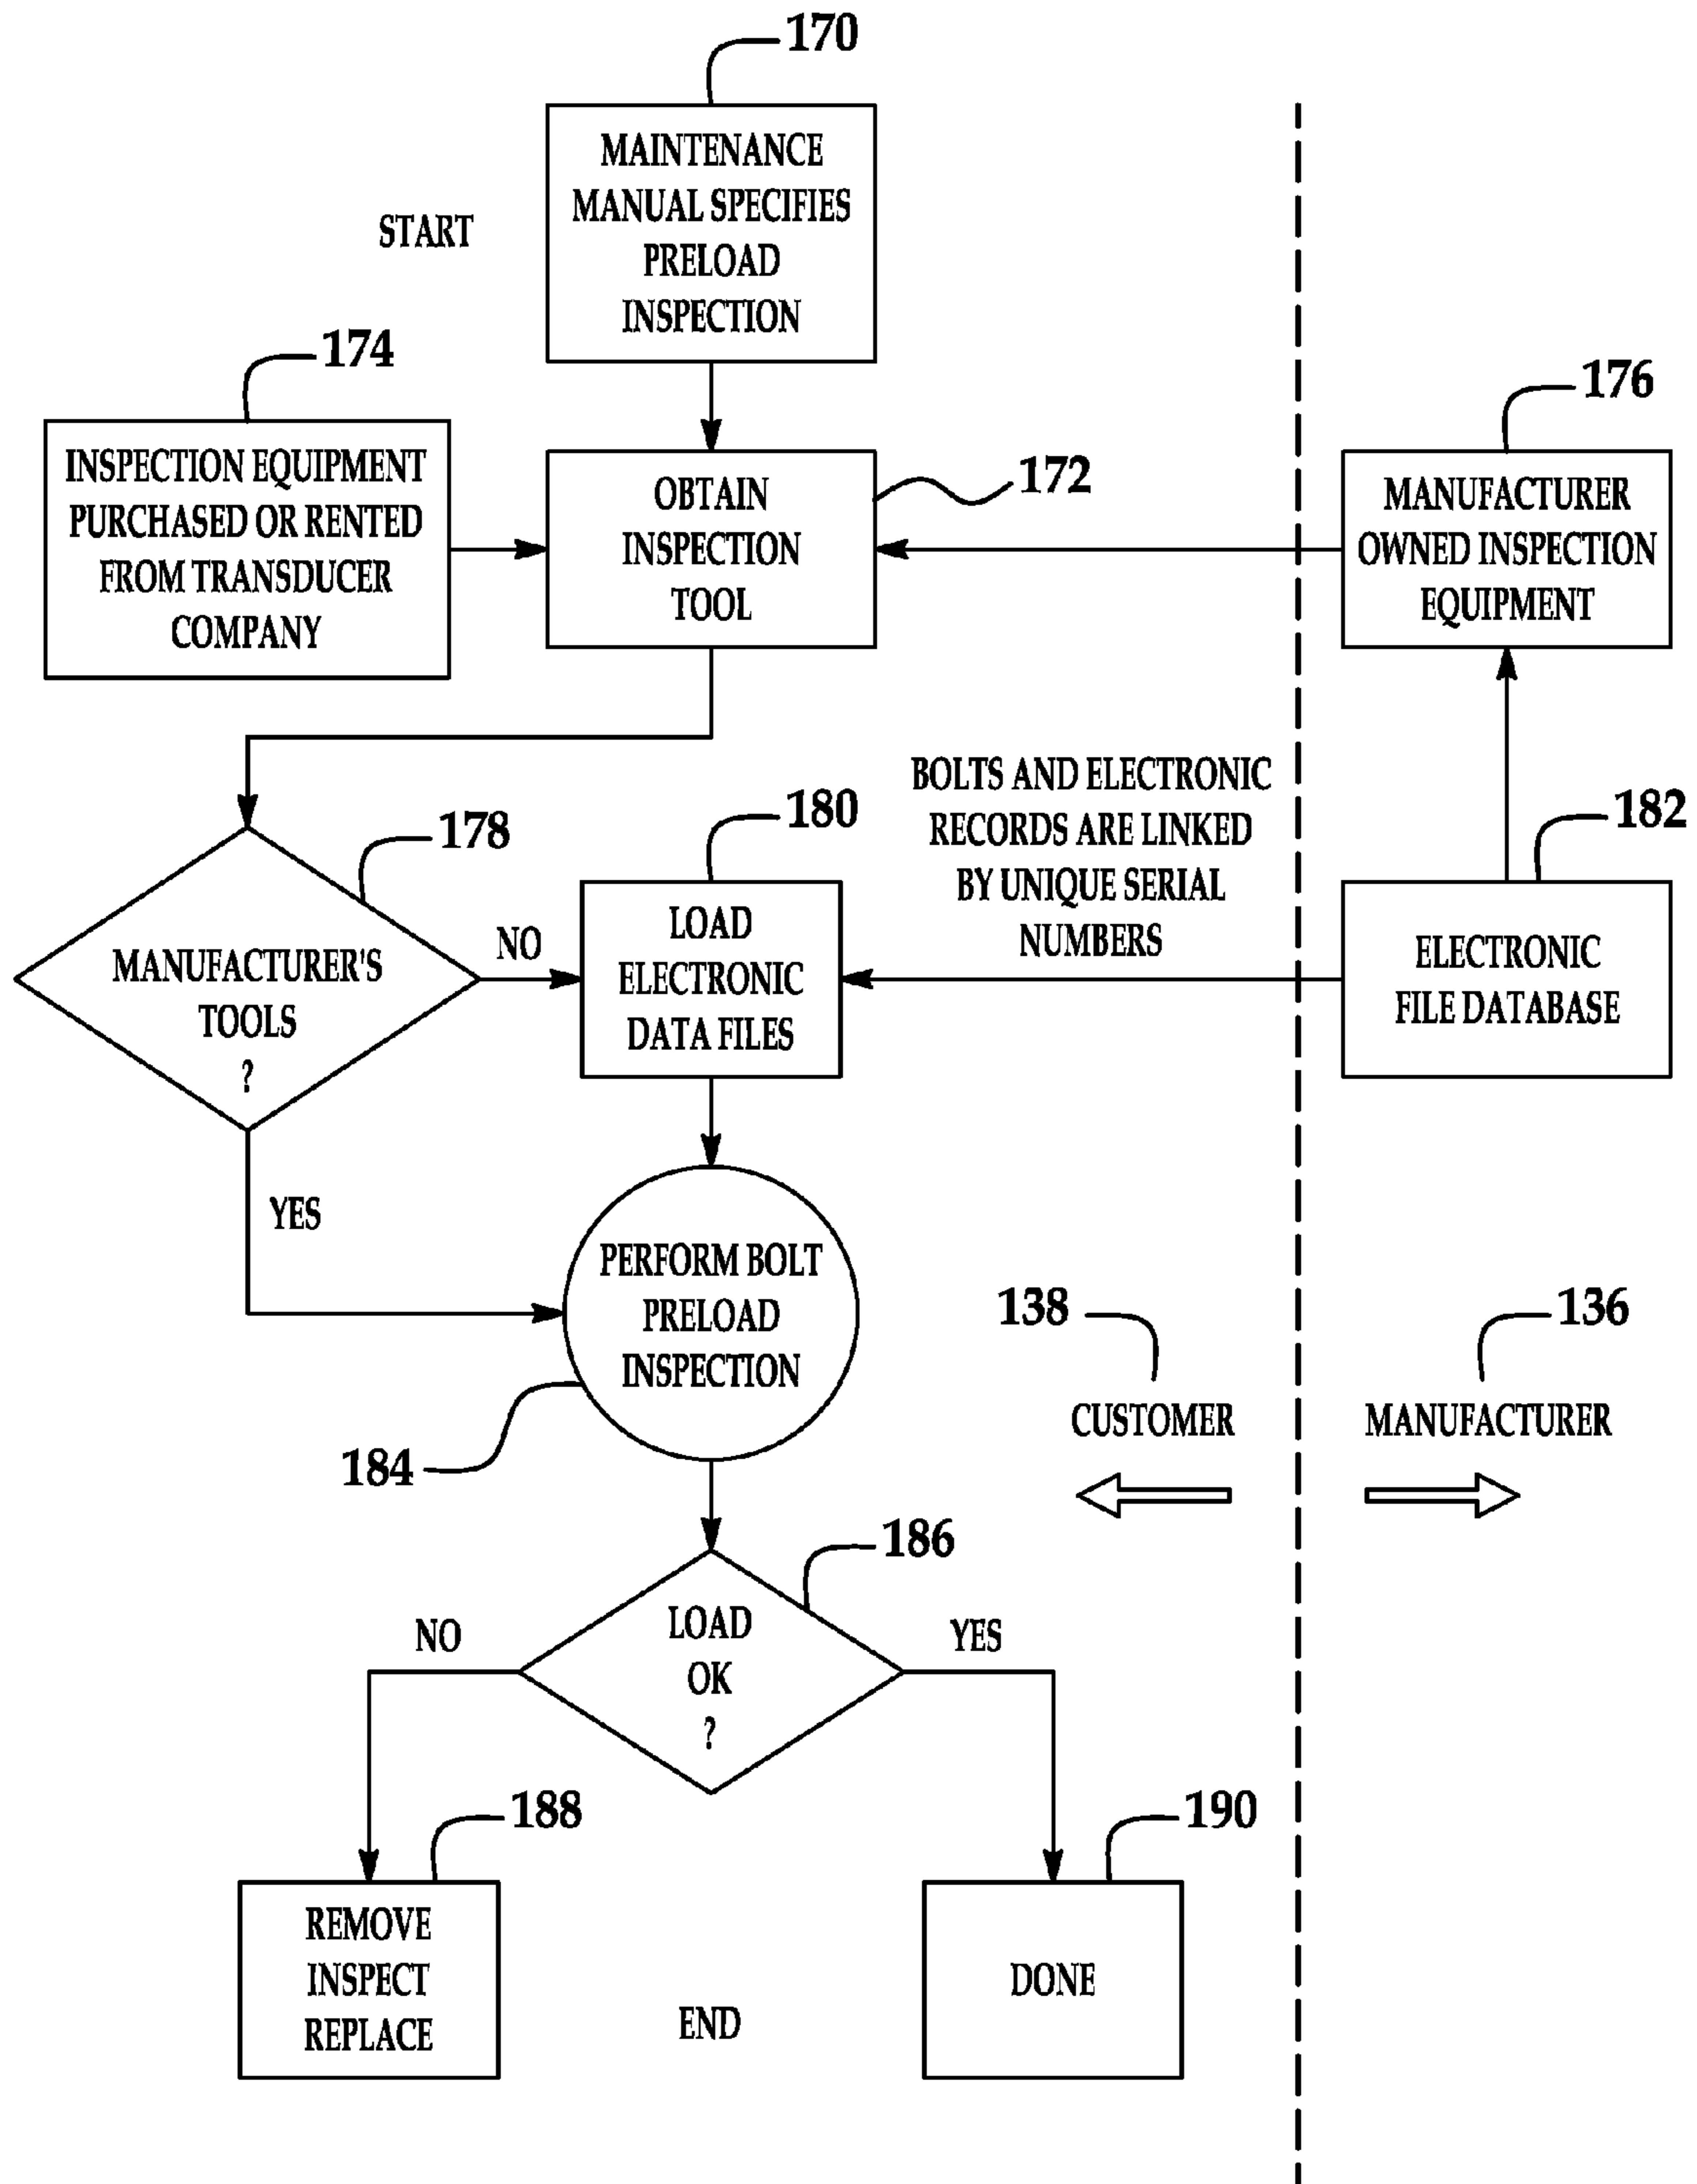 170
MAINTENANCE
MANUAL SPECIFIES
PRELOAD
INSPECTION
START
174
INSPECTION EQUIPMENT
PURCHASED OR RENTED
FROM TRANSDUCER
COMPANY
OBTAIN
INSPECTION
TOOL
172
176
MANUFACTURER
OWNED INSPECTION
EQUIPMENT
178
MANUFACTURER'S
TOOLS
?
NO
180
LOAD
ELECTRONIC
DATA FILES
BOLTS AND ELECTRONIC
RECORDS ARE LINKED
BY UNIQUE SERIAL
NUMBERS
182
ELECTRONIC
FILE DATABASE
YES
PERFORM BOLT
PRELOAD
INSPECTION
184
138
CUSTOMER
136
MANUFACTURER
186
LOAD
OK
?
NO
YES
188
REMOVE
INSPECT
REPLACE
END
190
DONE